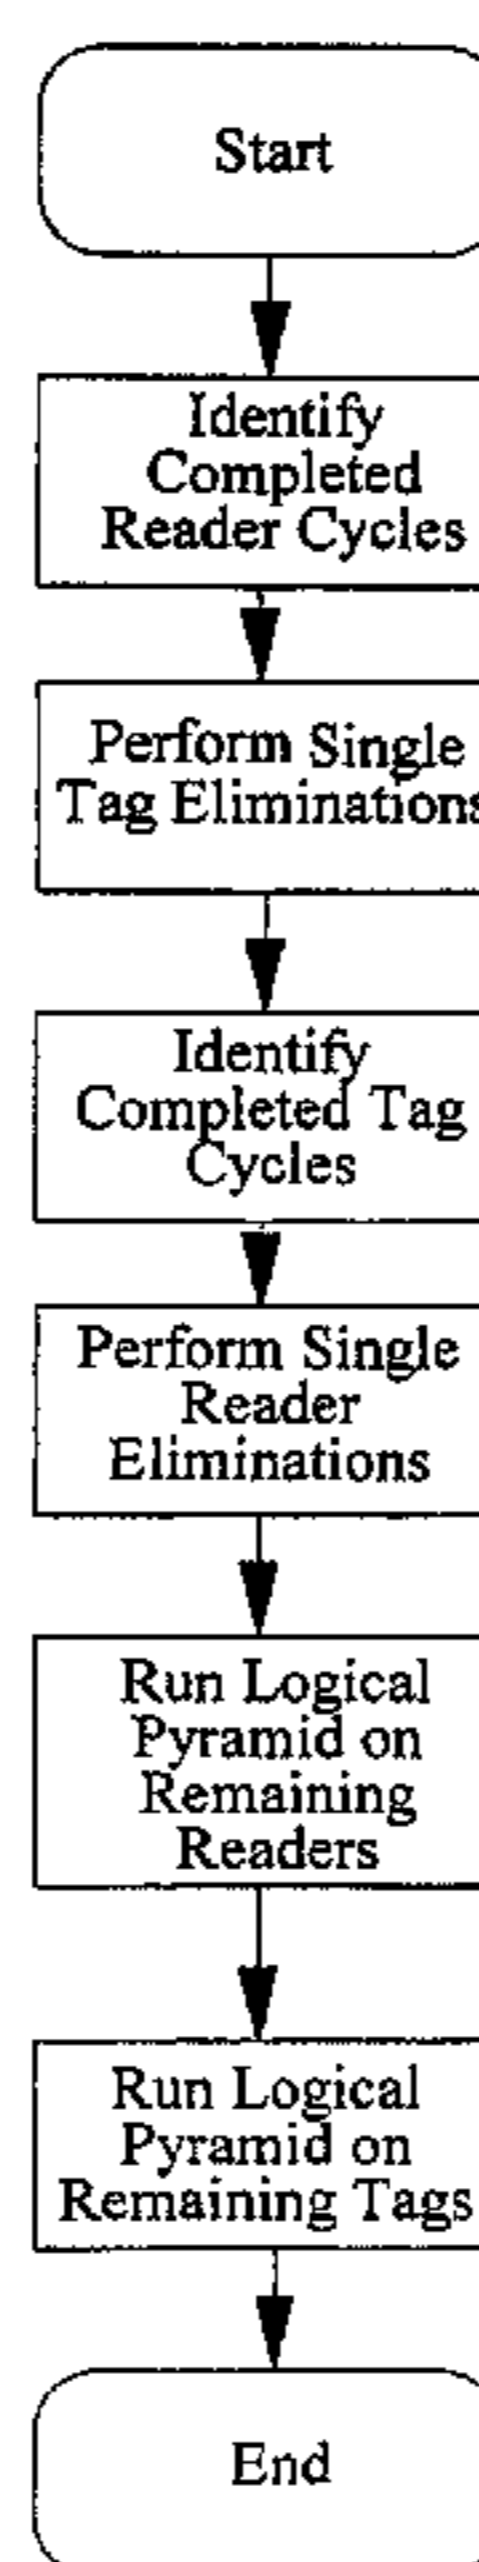 Start
Identify
Completed
Reader Cycles
Perform Single
Tag Eliminations
Identify
Completed Tag
Cycles
Perform Single
Reader
Eliminations
Run Logical
Pyramid on
Remaining
Readers
Run Logical
Pyramid on
Remaining Tags
End